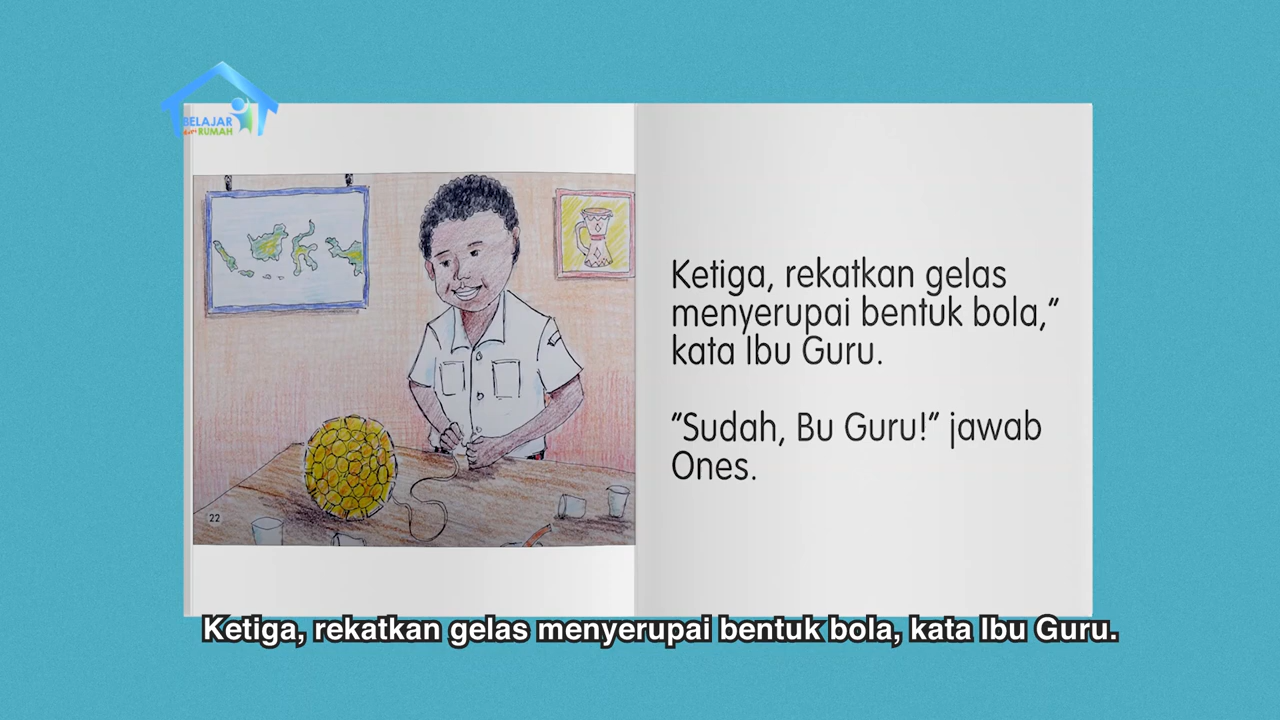 BELAJAR
dari RUMAH
Ketiga, rekatkan gelas
menyerupai bentuk bola,”
kata Ibu Guru.
“Sudah, Bu Guru!” jawab
Ones.
22
Ketiga, rekatkan gelas menyerupai bentuk bola, kata Ibu Guru.